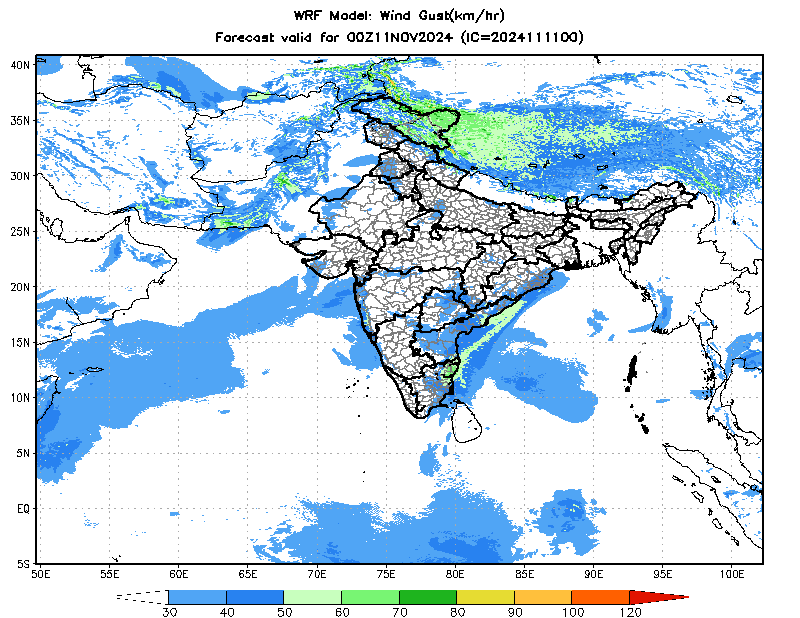 WRF Model: Wind Gust(km/hr)
Forecast valid for 00Z11NOV2024 (IC=2024111100)
40N
35N
30N
25N
20N
15N
10N
5N
EQ
5S
50E 55E 60E 65E 70E 75E 80E 85E 90E 95E 100E
30 40 50 60 70 80 90 100 120